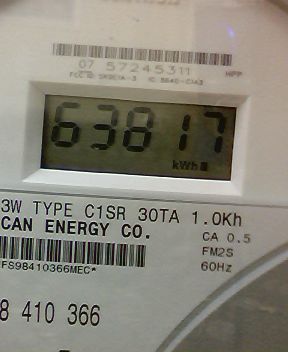 07 57245311 HPP
63817
kWh
3W TYPE C1SR 30TA 1.0Kh
CAN ENERGY CO.
CA 0.5
FM2S
*FS98410366MEC*
60Hz
8 410 366